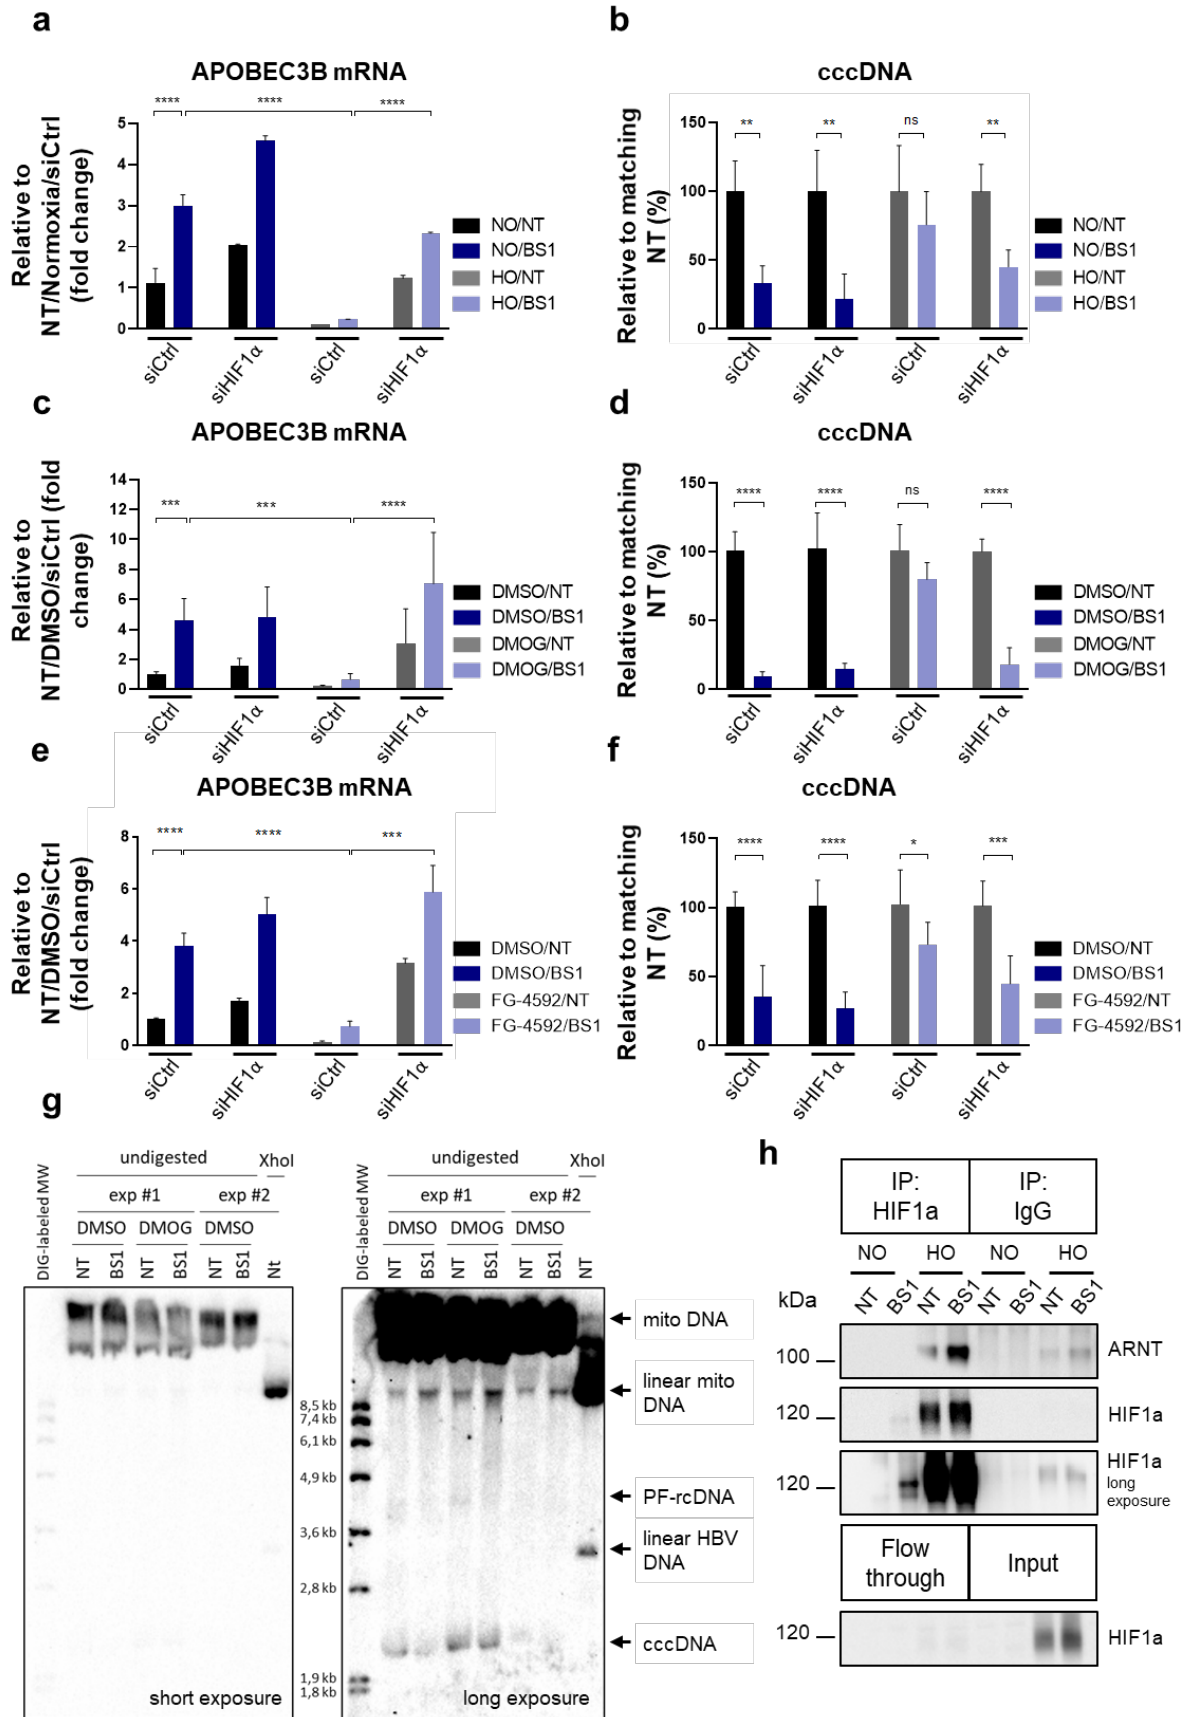 a
APOBEC3B mRNA
**** **** ****
Relative to
NT/Normoxia/siCtrl
(fold change)
5
4
3
2
1
0
siCtrl siHIF1α siCtrl siHIF1α
NO/NT
NO/BS1
HO/NT
HO/BS1
b
cccDNA
** ** ns **
Relative to matching
NT (%)
150
100
50
0
siCtrl siHIF1α siCtrl siHIF1α
NO/NT
NO/BS1
HO/NT
HO/BS1
c
APOBEC3B mRNA
*** *** ****
Relative to
NT/DMSO/siCtrl (fold
change)
14
12
10
8
6
4
2
0
siCtrl siHIF1α siCtrl siHIF1α
DMSO/NT
DMSO/BS1
DMOG/NT
DMOG/BS1
d
cccDNA
**** **** ns ****
Relative to matching
NT (%)
150
100
50
0
siCtrl siHIF1α siCtrl siHIF1α
DMSO/NT
DMSO/BS1
DMOG/NT
DMOG/BS1
e
APOBEC3B mRNA
**** **** ***
Relative to
NT/DMSO/siCtrl
(fold change)
8
6
4
2
0
siCtrl siHIF1α siCtrl siHIF1α
DMSO/NT
DMSO/BS1
FG-4592/NT
FG-4592/BS1
f
cccDNA
**** **** * ***
Relative to matching
NT (%)
150
100
50
0
siCtrl siHIF1α siCtrl siHIF1α
DMSO/NT
DMSO/BS1
FG-4592/NT
FG-4592/BS1
g
undigested XhoI
exp #1 exp #2
DMSO DMOG DMSO
DIG-labeled MW NT BS1 NT BS1 NT BS1 Nt
short exposure
undigested XhoI
exp #1 exp #2
DMSO DMOG DMSO
DIG-labeled MW NT BS1 NT BS1 NT BS1 NT
8,5 kb
7,4 kb
6,1 kb
4,9 kb
3,6 kb
2,8 kb
1,9 kb
1,8 kb
long exposure
mito DNA
linear mito
DNA
PF-rcDNA
linear HBV
DNA
cccDNA
h
IP:
HIF1a
IP:
IgG
NO HO NO HO
kDa NT BS1 NT BS1 NT BS1 NT BS1
100 ARNT
120 HIF1a
120 HIF1a
long
exposure
Flow
through
Input
120 HIF1a